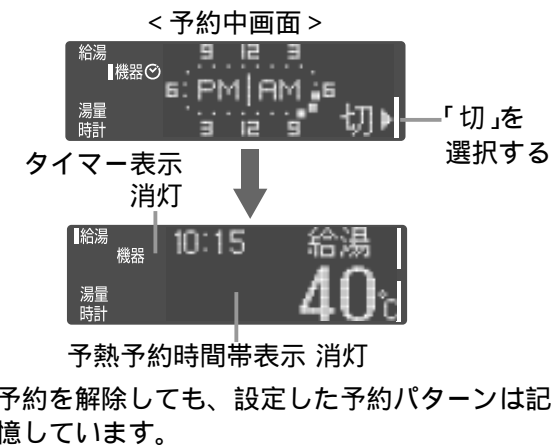 <予約中画面>
給湯
9 12 3
機器
6 PM AM 6
湯量
時計
3 12 9
切
「切」を
選択する
タイマー表示
消灯
給湯
機器
10:15 給湯
湯量
時計
40℃
予熱予約時間帯表示 消灯
予約を解除しても、設定した予約パターンは記
憶しています。